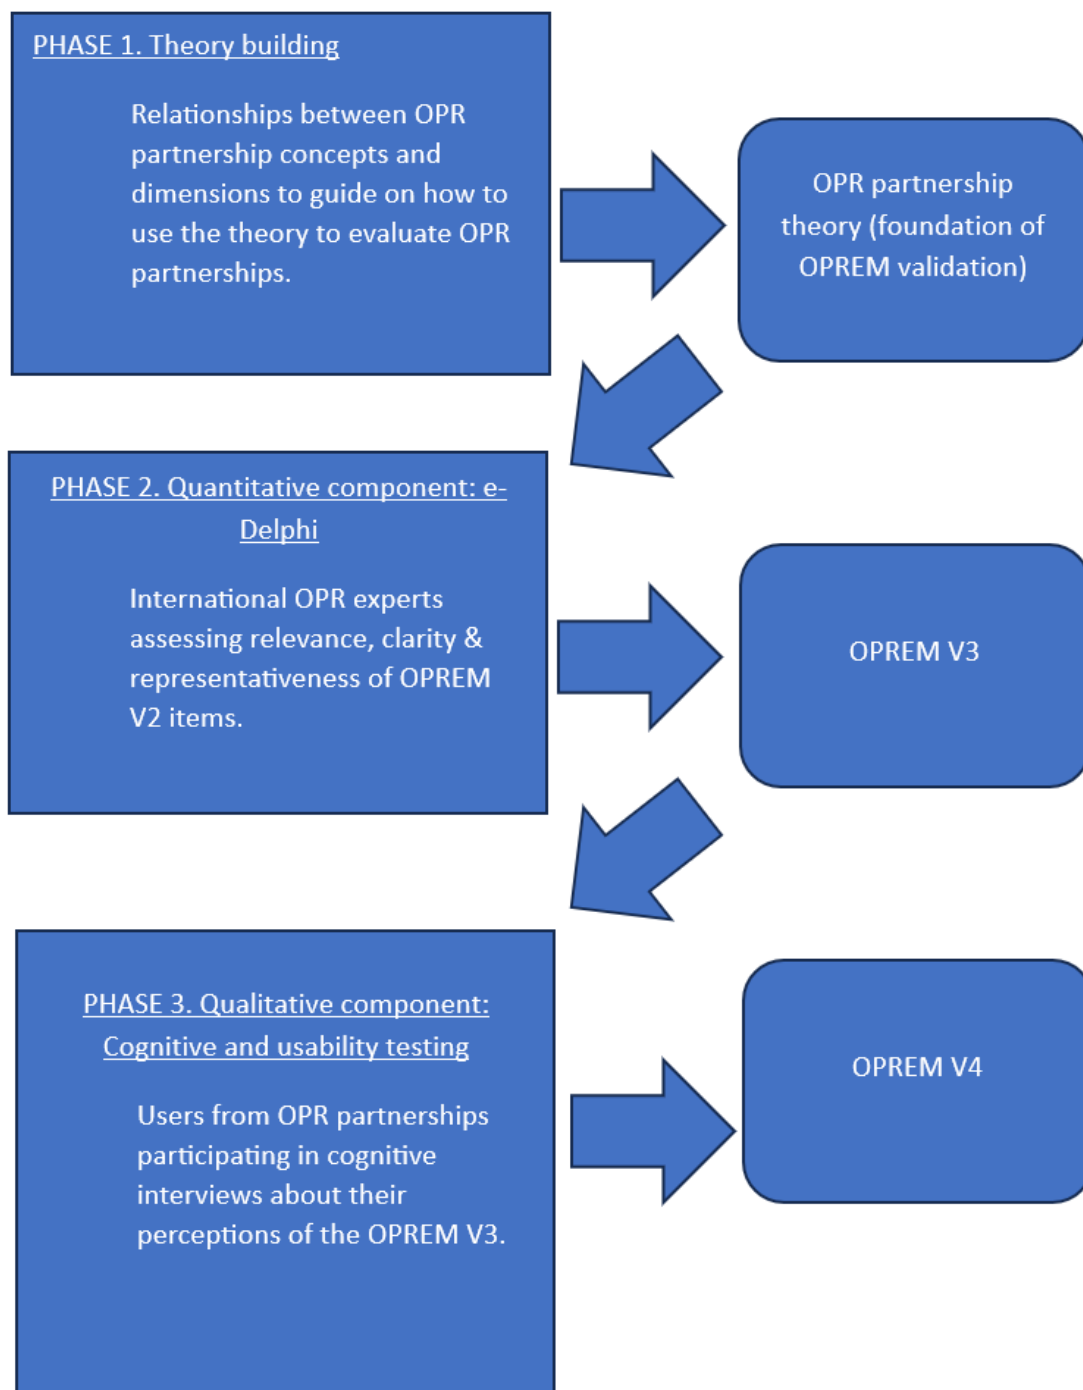 PHASE 1. Theory building
Relationships between OPR
partnership concepts and
dimensions to guide on how to
use the theory to evaluate OPR
partnerships.
OPR partnership
theory (foundation of
OPREM validation)
PHASE 2. Quantitative component: e-
Delphi
International OPR experts
assessing relevance, clarity &
representativeness of OPREM
V2 items.
OPREM V3
PHASE 3. Qualitative component:
Cognitive and usability testing
Users from OPR partnerships
participating in cognitive
interviews about their
perceptions of the OPREM V3.
OPREM V4